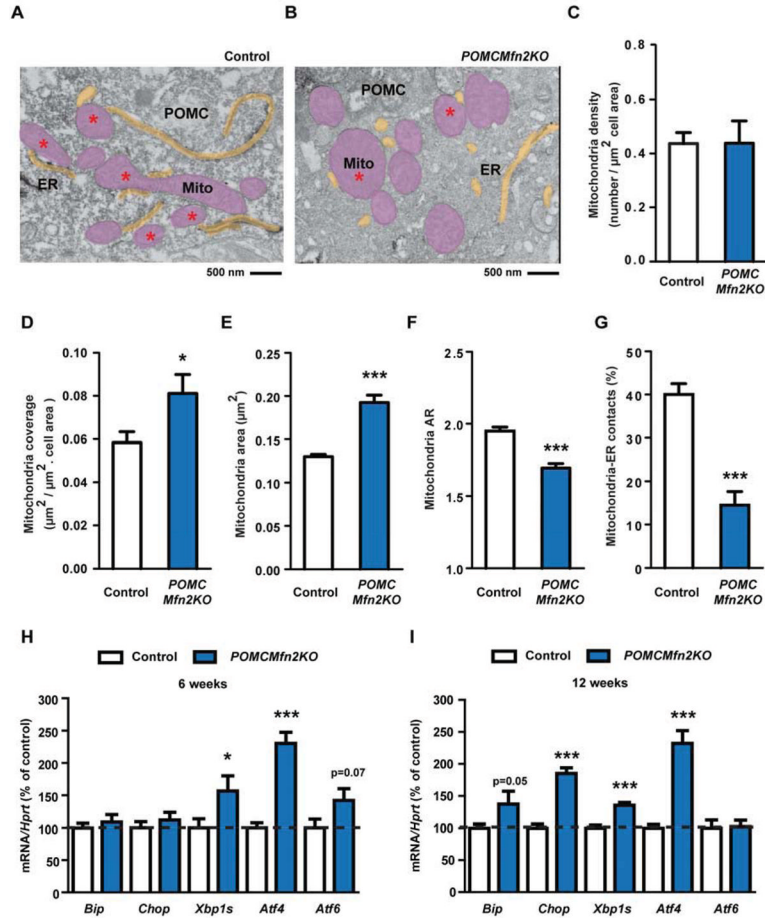 A
Control
POMC
ER
Mito
* * * * *
500 nm
B
POMCMfn2KO
POMC
Mito
ER
* *
500 nm
C
Mitochondria density
(number / µm2 cell area)
0.8
0.6
0.4
0.2
0.0
Control
POMC
Mfn2KO
D
Mitochondria coverage
(µm2 / µm2. cell area)
0.10
0.08
0.06
0.04
0.02
0.00
*
Control
POMC
Mfn2KO
E
Mitochondria area (µm2)
0.25
0.20
0.15
0.10
0.05
0.00
***
Control
POMC
Mfn2KO
F
Mitochondria AR
2.5
2.0
1.5
1.0
***
Control
POMC
Mfn2KO
G
Mitochondria-ER contacts (%)
50
40
30
20
10
0
***
Control
POMC
Mfn2KO
H
Control
POMCMfn2KO
6 weeks
mRNA/Hprt (% of control)
300
250
200
150
100
50
0
*
***
p=0.07
Bip Chop Xbp1s Atf4 Atf6
I
Control
POMCMfn2KO
12 weeks
mRNA/Hprt (% of control)
300
250
200
150
100
50
0
p=0.05
***
***
***
Bip Chop Xbp1s Atf4 Atf6